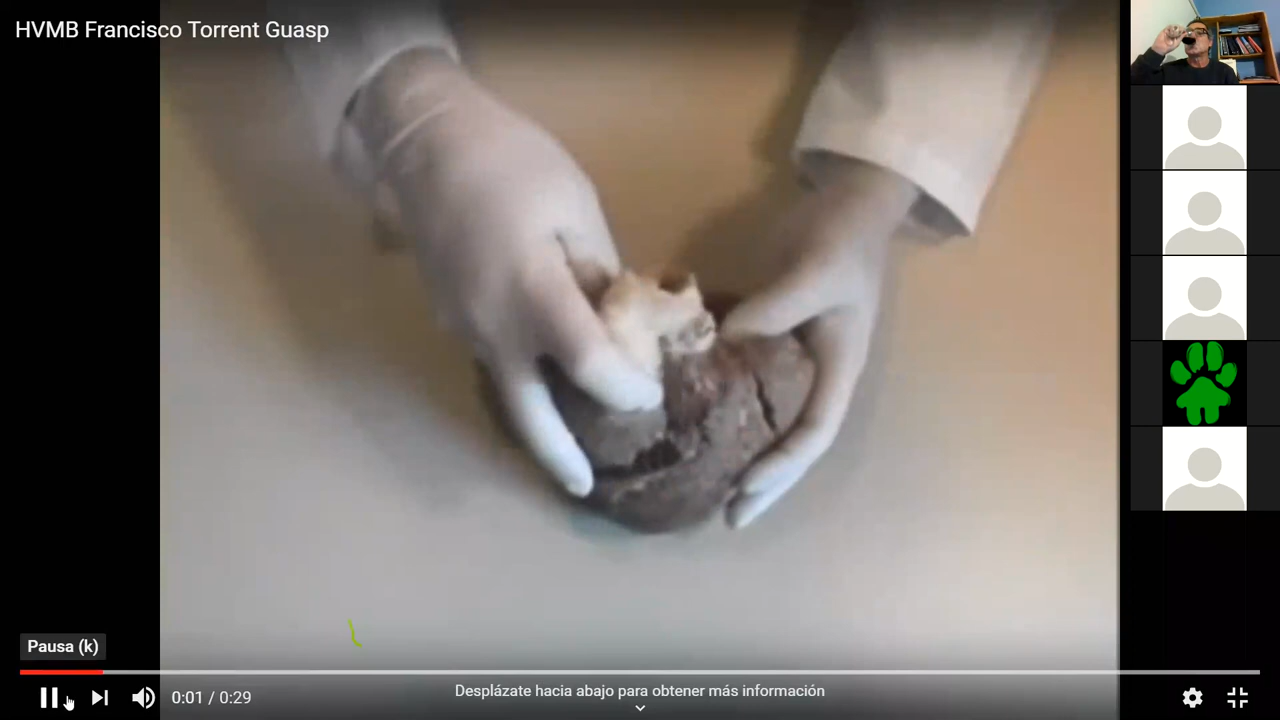 HVMB Francisco Torrent Guasp
Pausa (k)
0:01 / 0:29
Desplázate hacia abajo para obtener más información